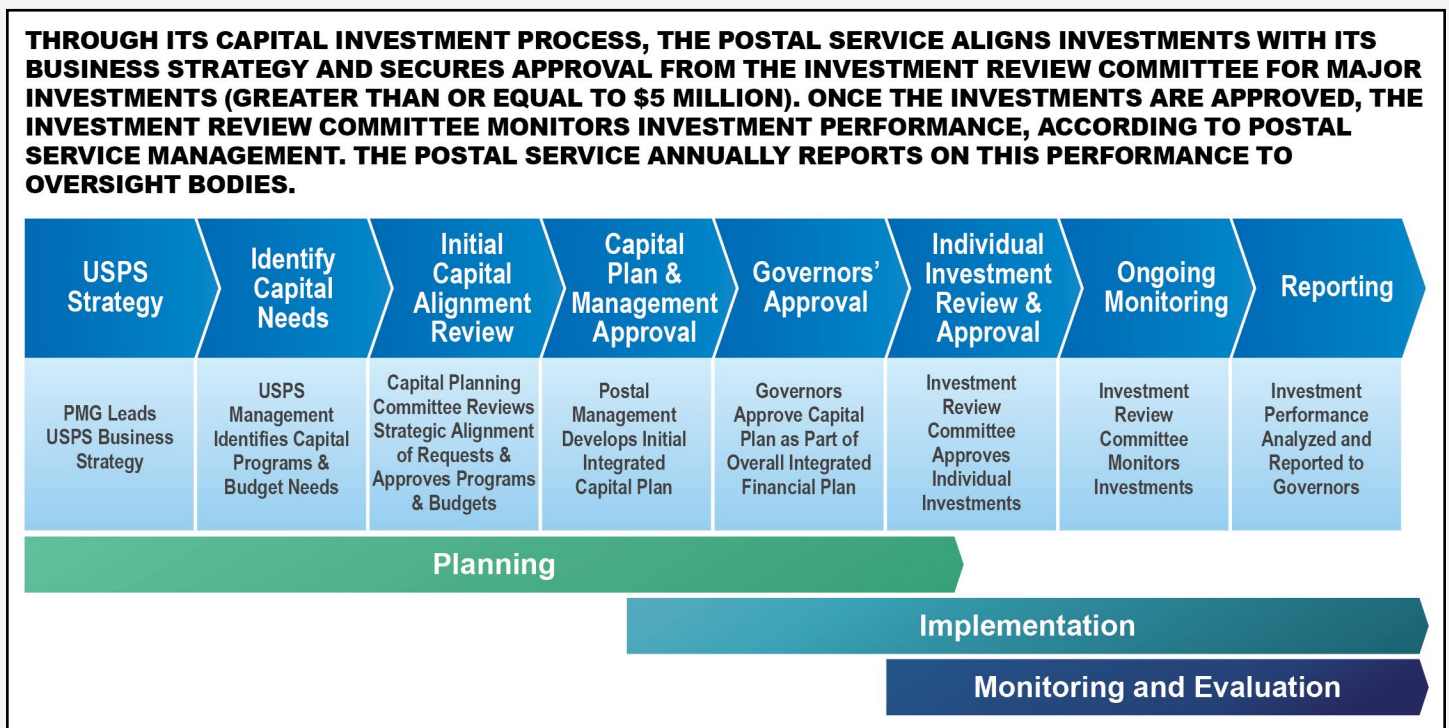 THROUGH ITS CAPITAL INVESTMENT PROCESS, THE POSTAL SERVICE ALIGNS INVESTMENTS WITH ITS
BUSINESS STRATEGY AND SECURES APPROVAL FROM THE INVESTMENT REVIEW COMMITTEE FOR MAJOR
INVESTMENTS (GREATER THAN OR EQUAL TO $5 MILLION). ONCE THE INVESTMENTS ARE APPROVED, THE
INVESTMENT REVIEW COMMITTEE MONITORS INVESTMENT PERFORMANCE, ACCORDING TO POSTAL
SERVICE MANAGEMENT. THE POSTAL SERVICE ANNUALLY REPORTS ON THIS PERFORMANCE TO
OVERSIGHT BODIES.
USPS
Strategy
Identify
Capital
Needs
Initial
Capital
Alignment
Review
Capital
Plan &
Management
Approval
Governors’
Approval
Individual
Investment
Review &
Approval
Ongoing
Monitoring
Reporting
PMG Leads
USPS Business
Strategy
USPS
Management
Identifies Capital
Programs &
Budget Needs
Capital Planning
Committee Reviews
Strategic Alignment
of Requests &
Approves Programs
& Budgets
Postal
Management
Develops Initial
Integrated
Capital Plan
Governors
Approve Capital
Plan as Part of
Overall Integrated
Financial Plan
Investment
Review
Committee
Approves
Individual
Investments
Investment
Review
Committee
Monitors
Investments
Investment
Performance
Analyzed and
Reported to
Governors
Planning
Implementation
Monitoring and Evaluation